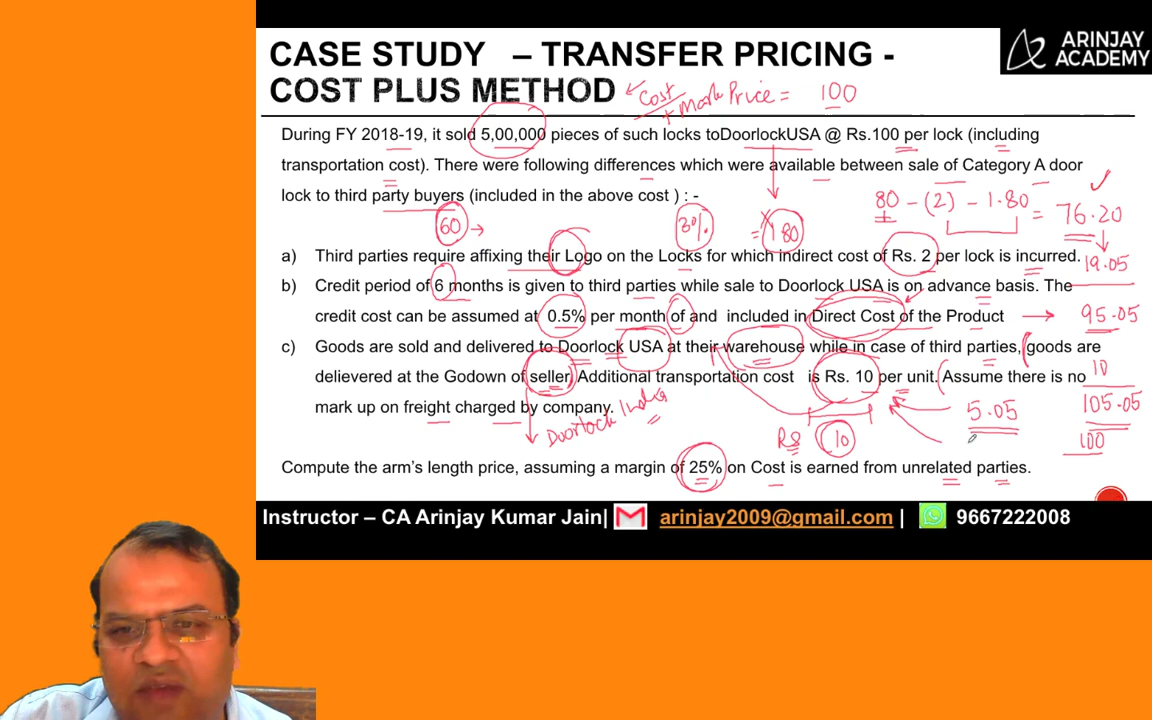 CASE STUDY – TRANSFER PRICING -
COST PLUS METHOD
ARINJAY
ACADEMY
Cost + mark Price = 100
During FY 2018-19, it sold 5,00,000 pieces of such locks toDoorlockUSA @ Rs.100 per lock (including
transportation cost). There were following differences which were available between sale of Category A door
lock to third party buyers (included in the above cost ) : -
80 - (2) - 1.80 = 76.20
60
30%
= 180
a) Third parties require affixing their Logo on the Locks for which indirect cost of Rs. 2 per lock is incurred.
19.05
b) Credit period of 6 months is given to third parties while sale to Doorlock USA is on advance basis. The
credit cost can be assumed at 0.5% per month of and included in Direct Cost of the Product
95.05
c) Goods are sold and delivered to Doorlock USA at their warehouse while in case of third parties, goods are
delievered at the Godown of seller. Additional transportation cost is Rs. 10 per unit. Assume there is no
10
mark up on freight charged by company.
105.05
5.05
Doorlock India
Rs 10
100
Compute the arm's length price, assuming a margin of 25% on Cost is earned from unrelated parties.
Instructor – CA Arinjay Kumar Jain| arinjay2009@gmail.com | 9667222008